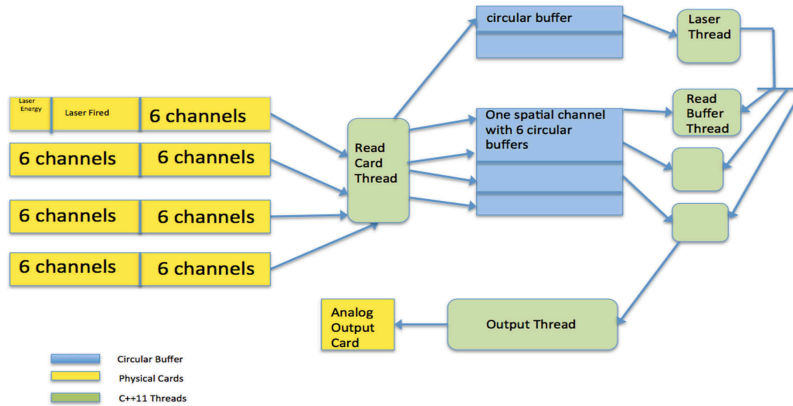 circular buffer
Laser
Thread
Laser
Energy
Laser Fired
6 channels
Read
Card
Thread
One spatial channel
with 6 circular
buffers
Read
Buffer
Thread
6 channels
6 channels
6 channels
6 channels
6 channels
6 channels
Analog
Output
Card
Output Thread
Circular Buffer
Physical Cards
C++11 Threads